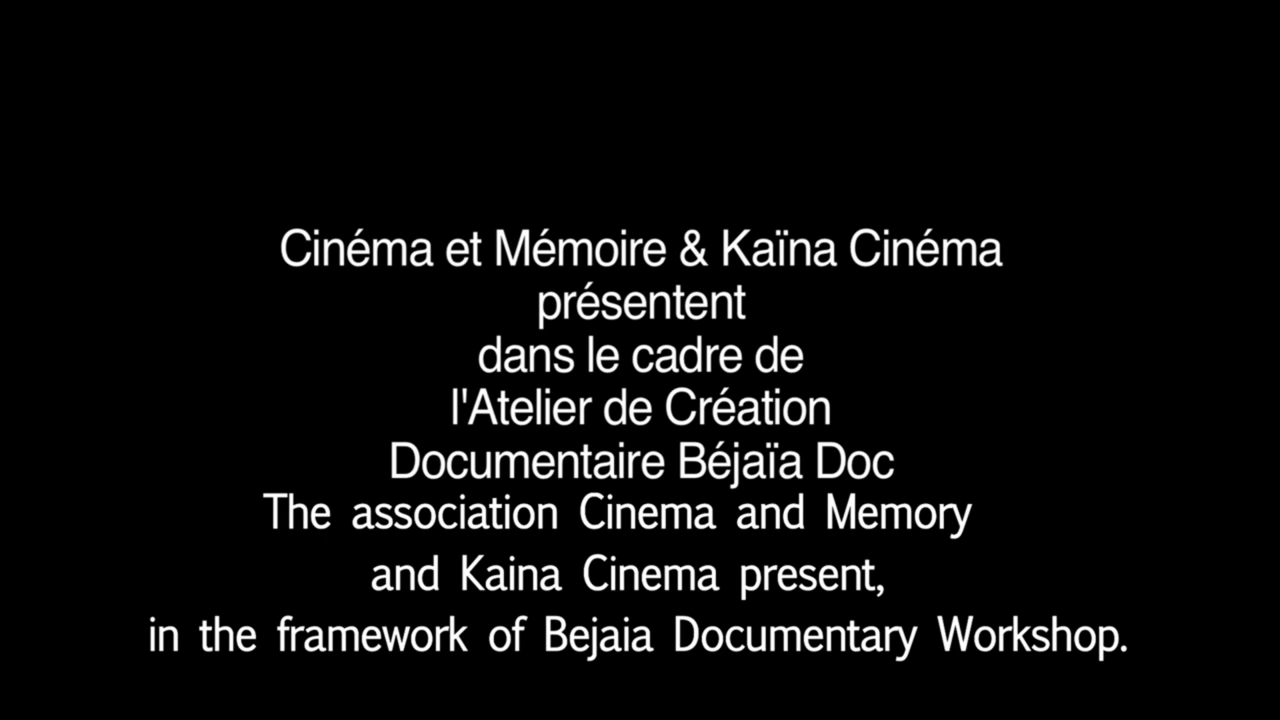 Cinéma et Mémoire & Kaïna Cinéma
présentent
dans le cadre de
l'Atelier de Création
Documentaire Béjaïa Doc
The association Cinema and Memory
and Kaina Cinema present,
in the framework of Bejaia Documentary Workshop.